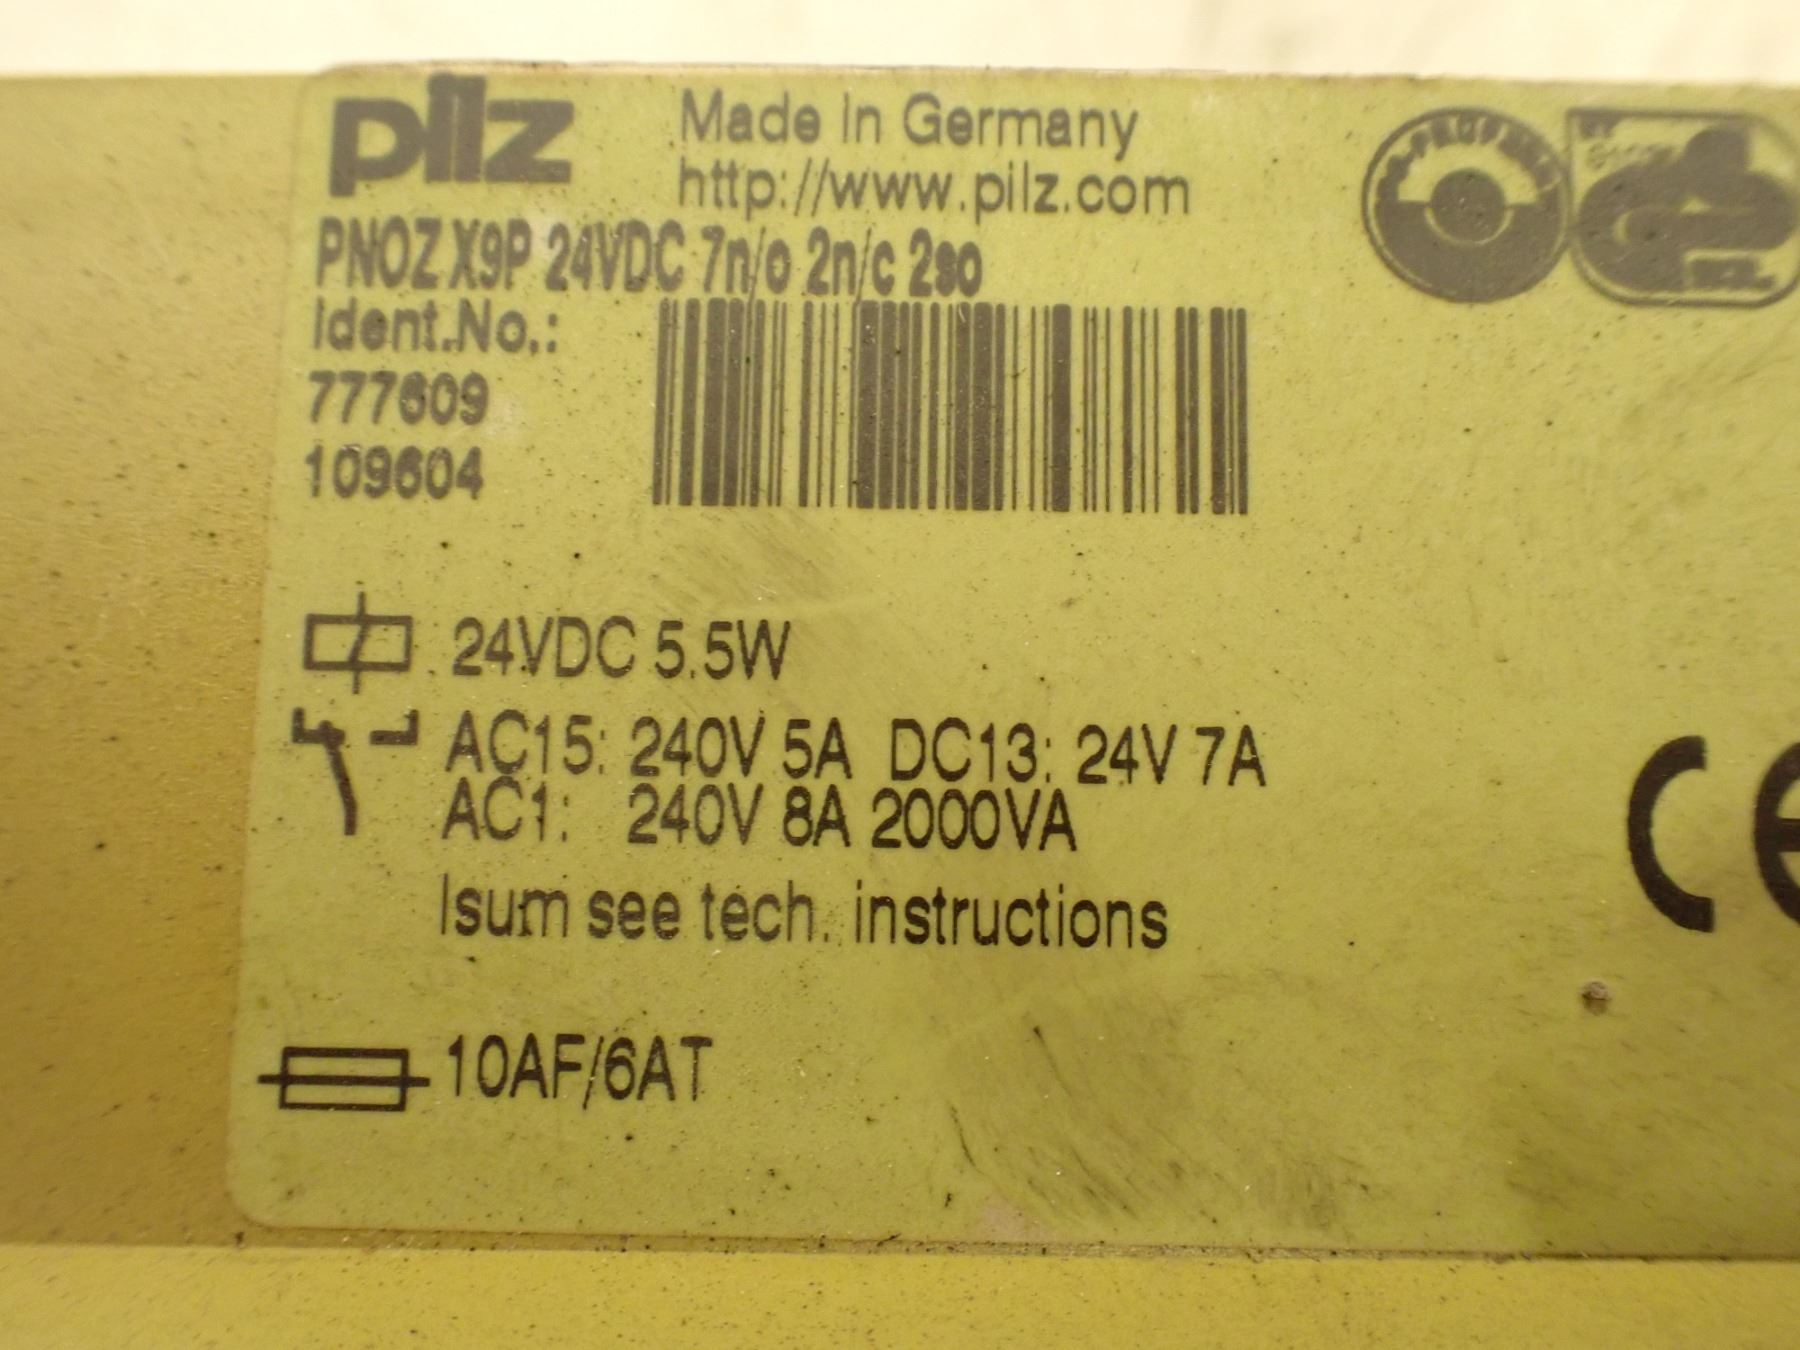 pilz
Made in Germany
http://www.pilz.com
PNOZ X9P 24VDC 7n/o 2n/c 2so
Ident.No.:
777609
109604
24VDC 5.5W
AC15: 240V 5A DC13: 24V 7A
AC1: 240V 8A 2000VA
Isum see tech. instructions
10AF/6AT
CE